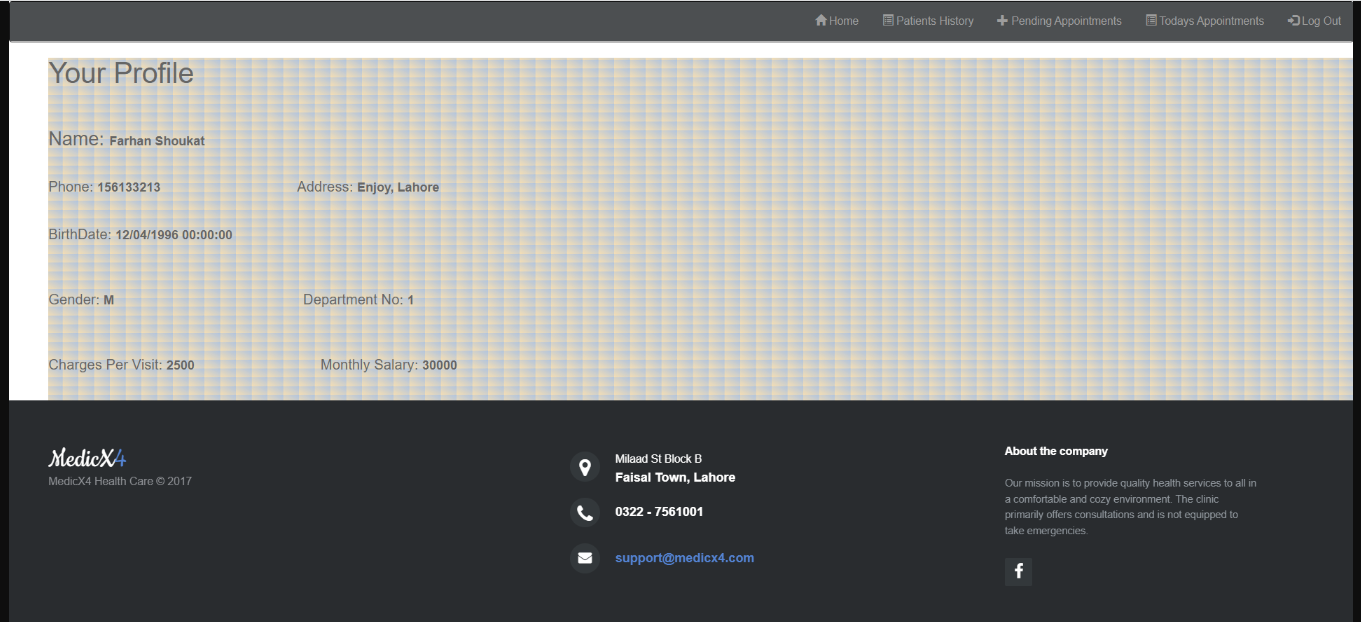 Home Patients History Pending Appointments Todays Appointments Log Out
Your Profile
Name: Farhan Shoukat
Phone: 156133213 Address: Enjoy, Lahore
BirthDate: 12/04/1996 00:00:00
Gender: M Department No: 1
Charges Per Visit: 2500 Monthly Salary: 30000
MedicX4
MedicX4 Health Care © 2017
Milaad St Block B
Faisal Town, Lahore
0322 - 7561001
support@medicx4.com
About the company
Our mission is to provide quality health services to all in
a comfortable and cozy environment. The clinic
primarily offers consultations and is not equipped to
take emergencies.
f